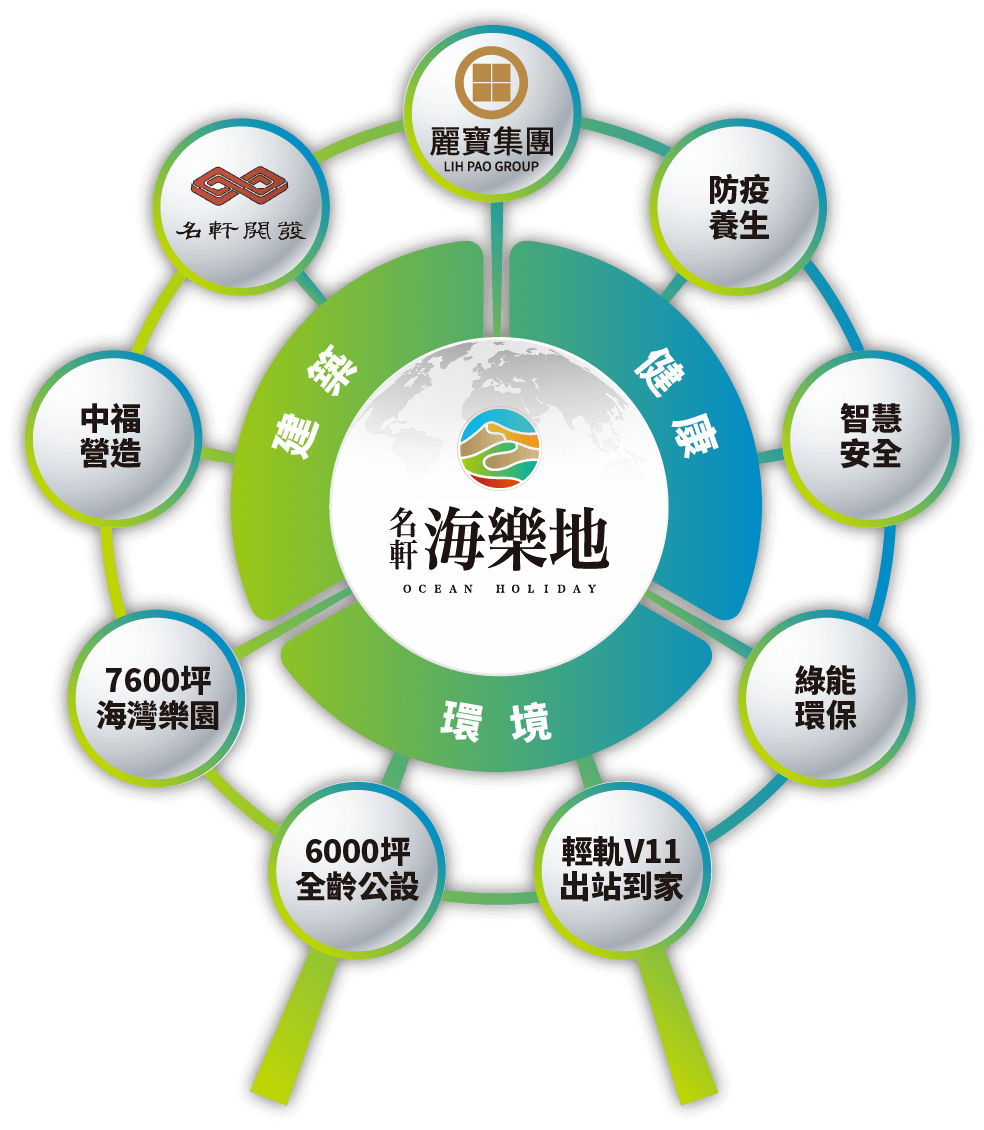 麗寶集團
LIH PAO GROUP
名軒開發
防疫
養生
中福
營造
智慧
安全
建築
健康
名軒
海樂地
OCEAN HOLIDAY
7600坪
海灣樂園
綠能
環保
環境
6000坪
全齡公設
輕軌V11
出站到家